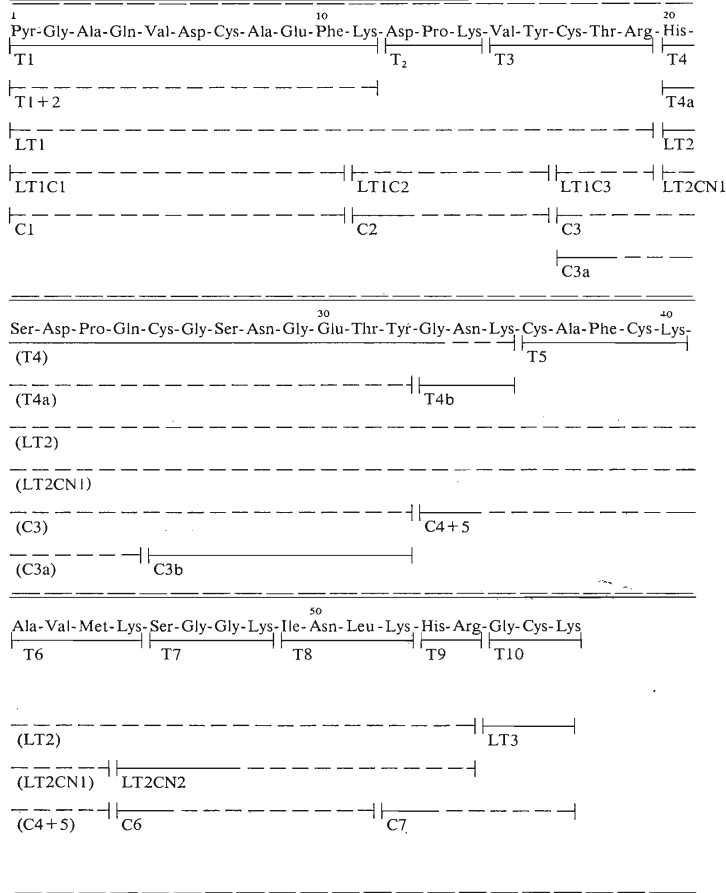 1 10 20
Pyr-Gly-Ala-Gln-Val-Asp-Cys-Ala-Glu-Phe-Lys-Asp-Pro-Lys-Val-Tyr-Cys-Thr-Arg-His-
T1 T2 T3 T4
T1+2 T4a
LT1 LT2
LT1C1 LT1C2 LT1C3 LT2CN1
C1 C2 C3
C3a
30 40
Ser-Asp-Pro-Gln-Cys-Gly-Ser-Asn-Gly-Glu-Thr-Tyr-Gly-Asn-Lys-Cys-Ala-Phe-Cys-Lys-
(T4) T5
(T4a) T4b
(LT2)
(LT2CN1)
(C3) C4+5
(C3a) C3b
50
Ala-Val-Met-Lys-Ser-Gly-Gly-Lys-Ile-Asn-Leu-Lys-His-Arg-Gly-Cys-Lys
T6 T7 T8 T9 T10
(LT2) LT3
(LT2CN1) LT2CN2
(C4+5) C6 C7